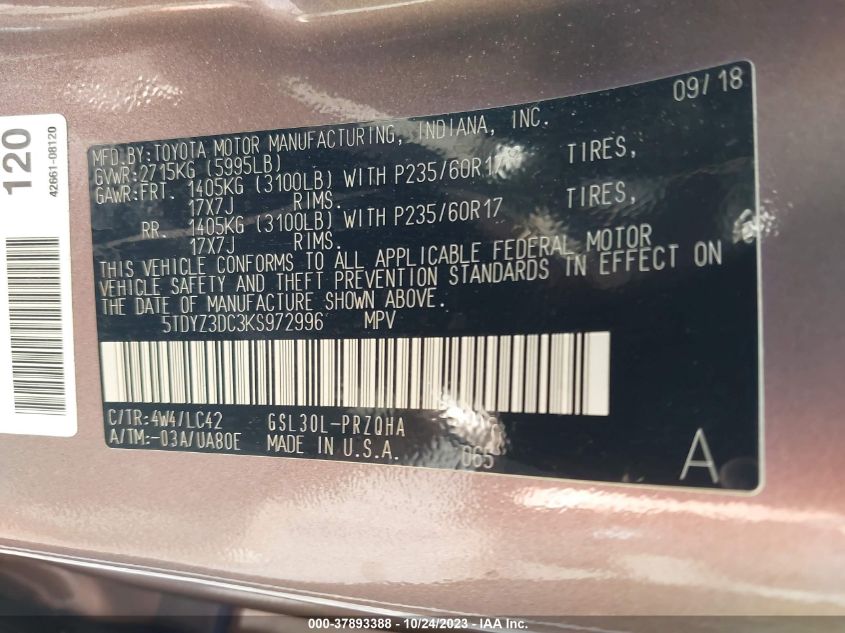 120
42661-08120
09/18
MFD.BY:TOYOTA MOTOR MANUFACTURING, INDIANA, INC.
GVWR:2715KG (5995LB)
GAWR:FRT. 1405KG (3100LB) WITH P235/60R17 TIRES,
17X7J RIMS.
RR. 1405KG (3100LB) WITH P235/60R17 TIRES,
17X7J RIMS.
THIS VEHICLE CONFORMS TO ALL APPLICABLE FEDERAL MOTOR
VEHICLE SAFETY AND THEFT PREVENTION STANDARDS IN EFFECT ON
THE DATE OF MANUFACTURE SHOWN ABOVE.
5TDYZ3DC3KS972996 MPV
C/TR:4W4/LC42 GSL30L-PRZQHA
A/TM:-03A/UA80E MADE IN U.S.A. 065
A
000-37893388 - 10/24/2023 - IAAI.com